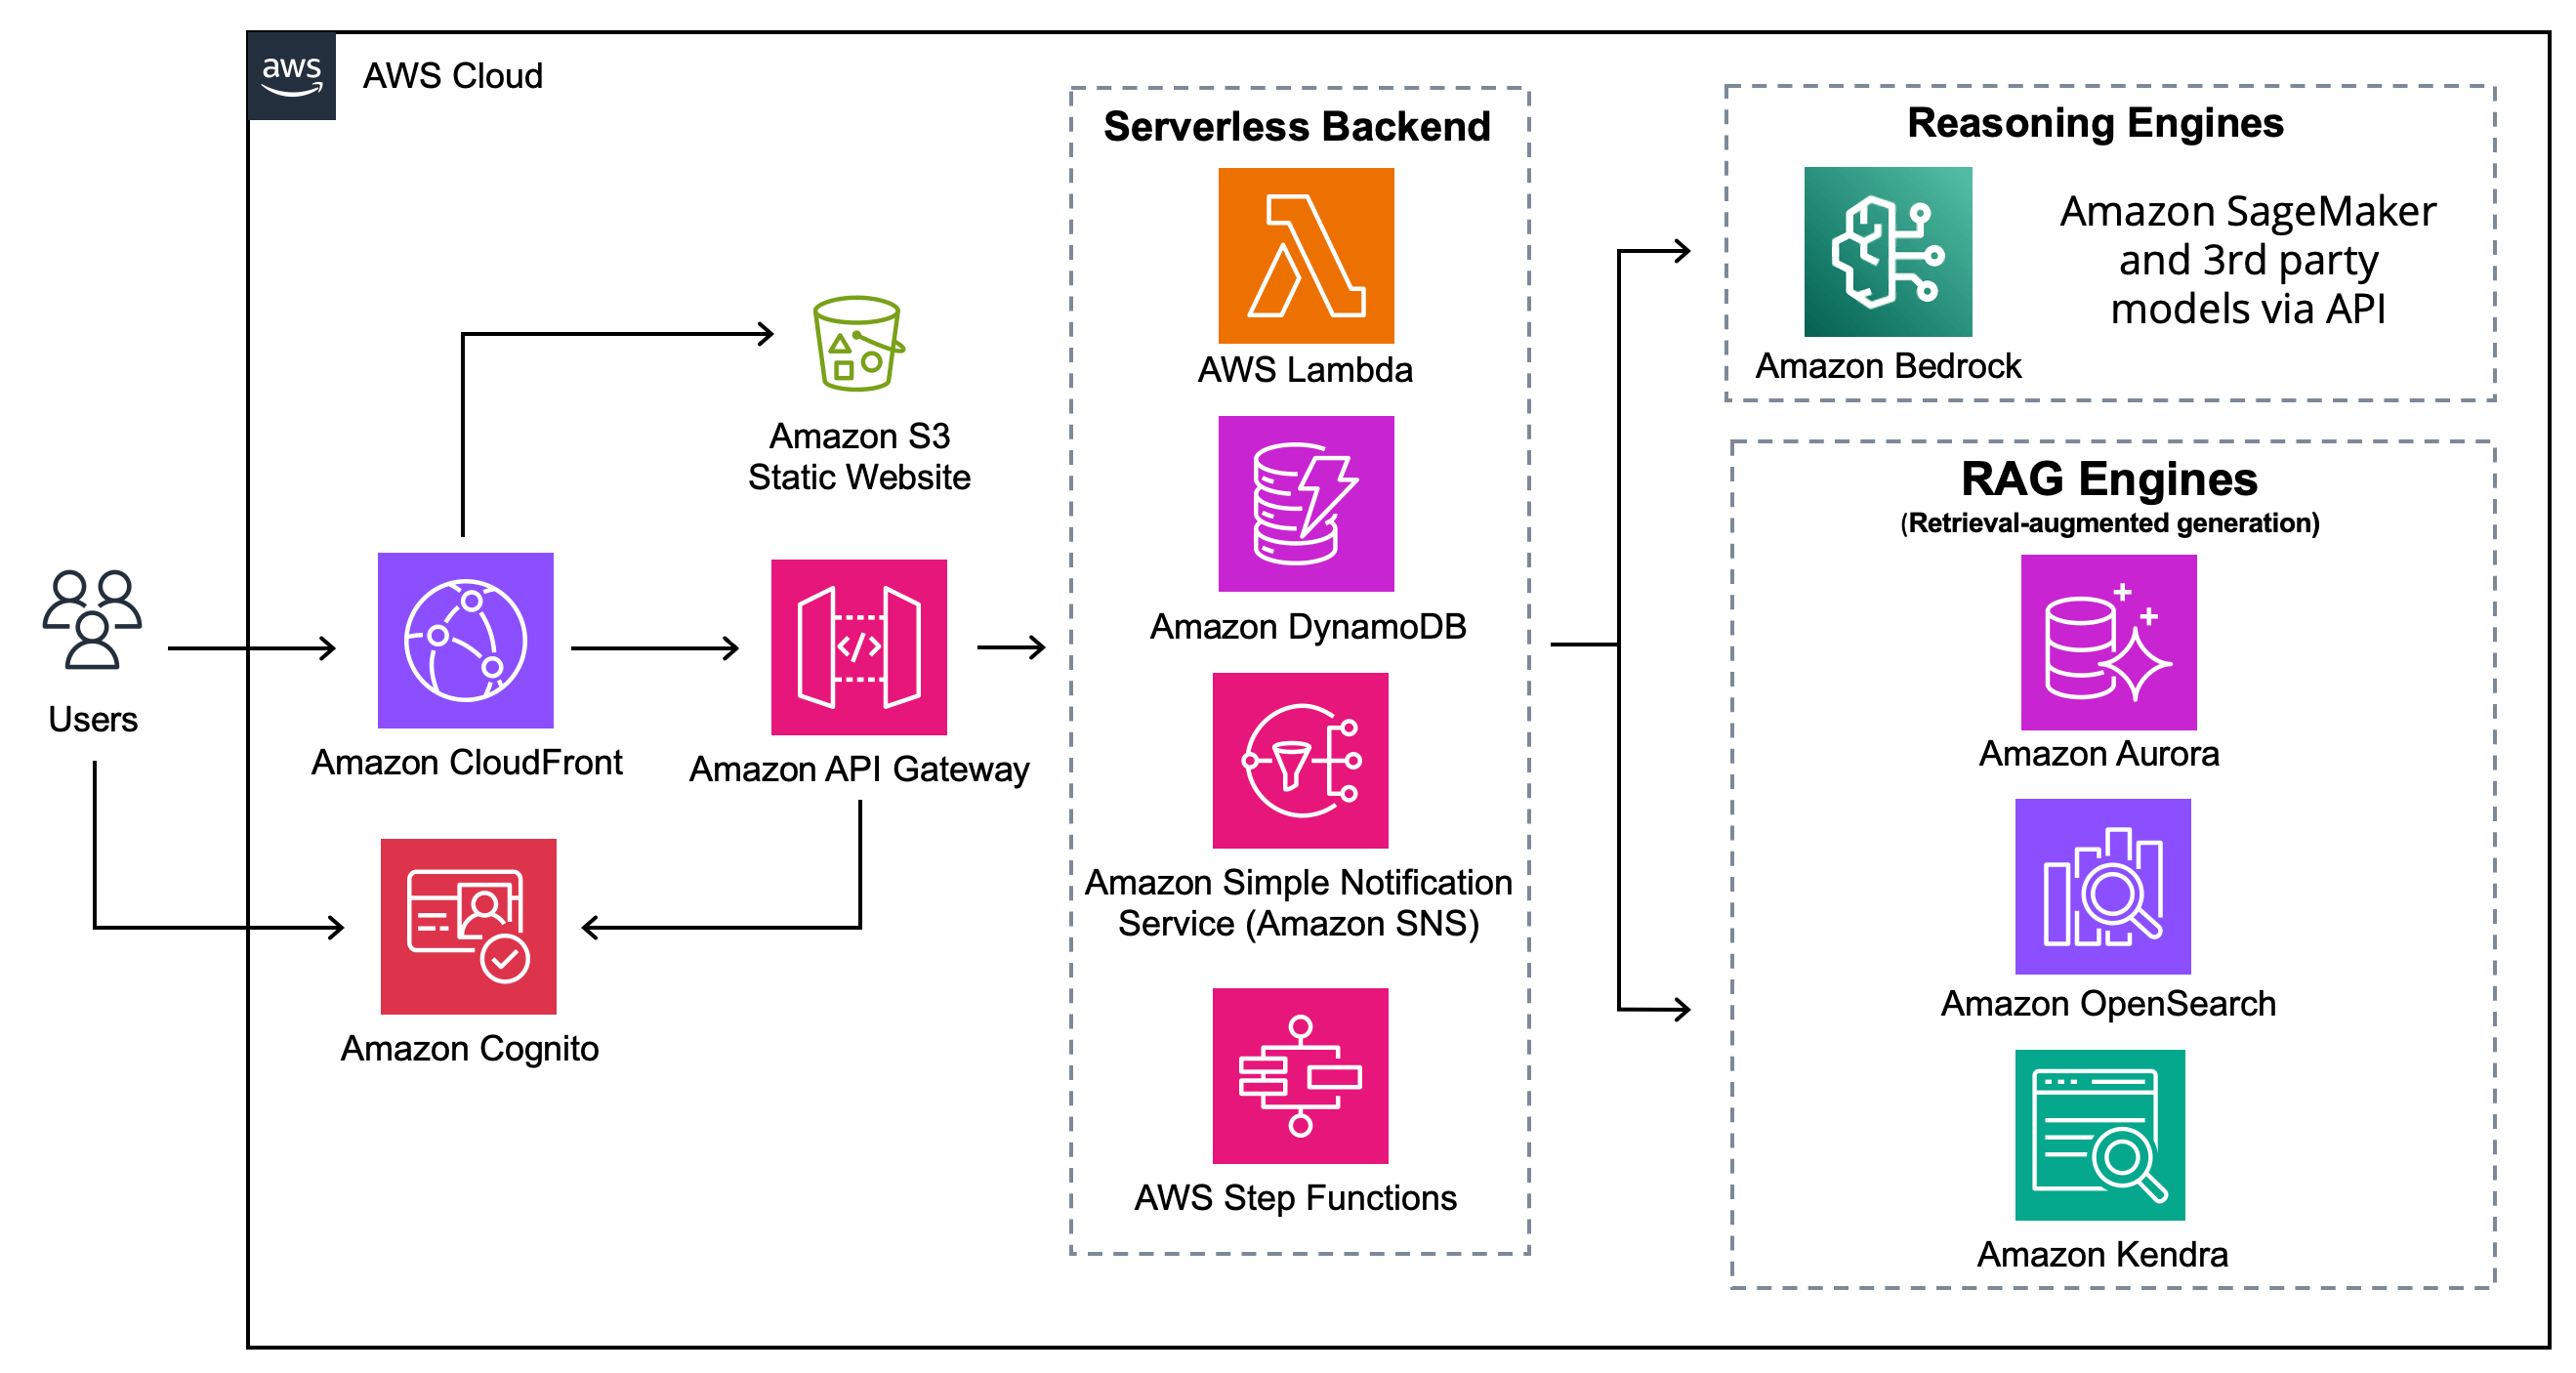 aws
AWS Cloud
Users
Amazon CloudFront
Amazon Cognito
Amazon S3
Static Website
Amazon API Gateway
Serverless Backend
AWS Lambda
Amazon DynamoDB
Amazon Simple Notification
Service (Amazon SNS)
AWS Step Functions
Reasoning Engines
Amazon Bedrock
Amazon SageMaker
and 3rd party
models via API
RAG Engines
(Retrieval-augmented generation)
Amazon Aurora
Amazon OpenSearch
Amazon Kendra